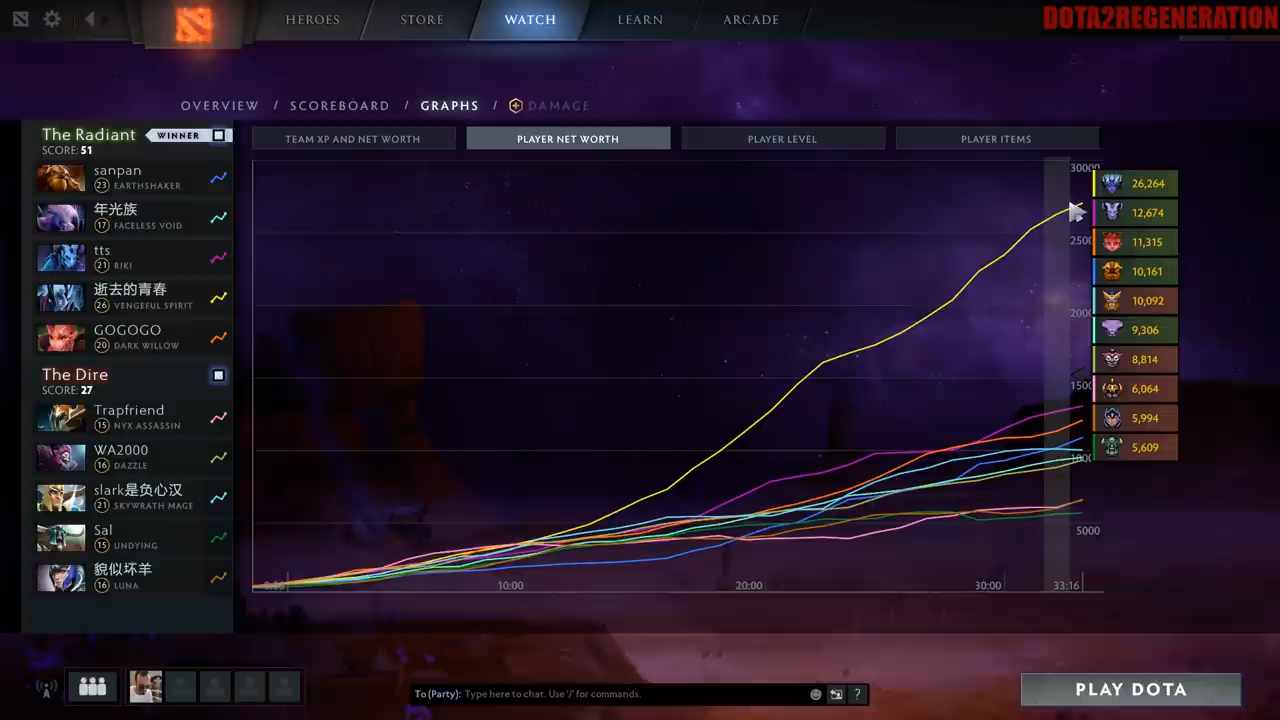 HEROES
STORE
WATCH
LEARN
ARCADE
DOTA2REGENERATION
OVERVIEW / SCOREBOARD / GRAPHS / DAMAGE
The Radiant
WINNER
SCORE: 51
TEAM XP AND NET WORTH
PLAYER NET WORTH
PLAYER LEVEL
PLAYER ITEMS
sanpan
23 EARTHSHAKER
年光族
17 FACELESS VOID
tts
21 RIKI
逝去的青春
26 VENGEFUL SPIRIT
GOGOGO
20 DARK WILLOW
The Dire
SCORE: 27
Trapfriend
15 NYX ASSASSIN
WA2000
16 DAZZLE
slark是负心汉
21 SKYWRATH MAGE
Sal
15 UNDYING
貌似坏羊
16 LUNA
30000
2500
2000
1500
1000
5000
0:00
10:00
20:00
30:00
33:16
26,264
12,674
11,315
10,161
10,092
9,306
8,814
6,064
5,994
5,609
To (Party): Type here to chat. Use '/' for commands.
?
PLAY DOTA